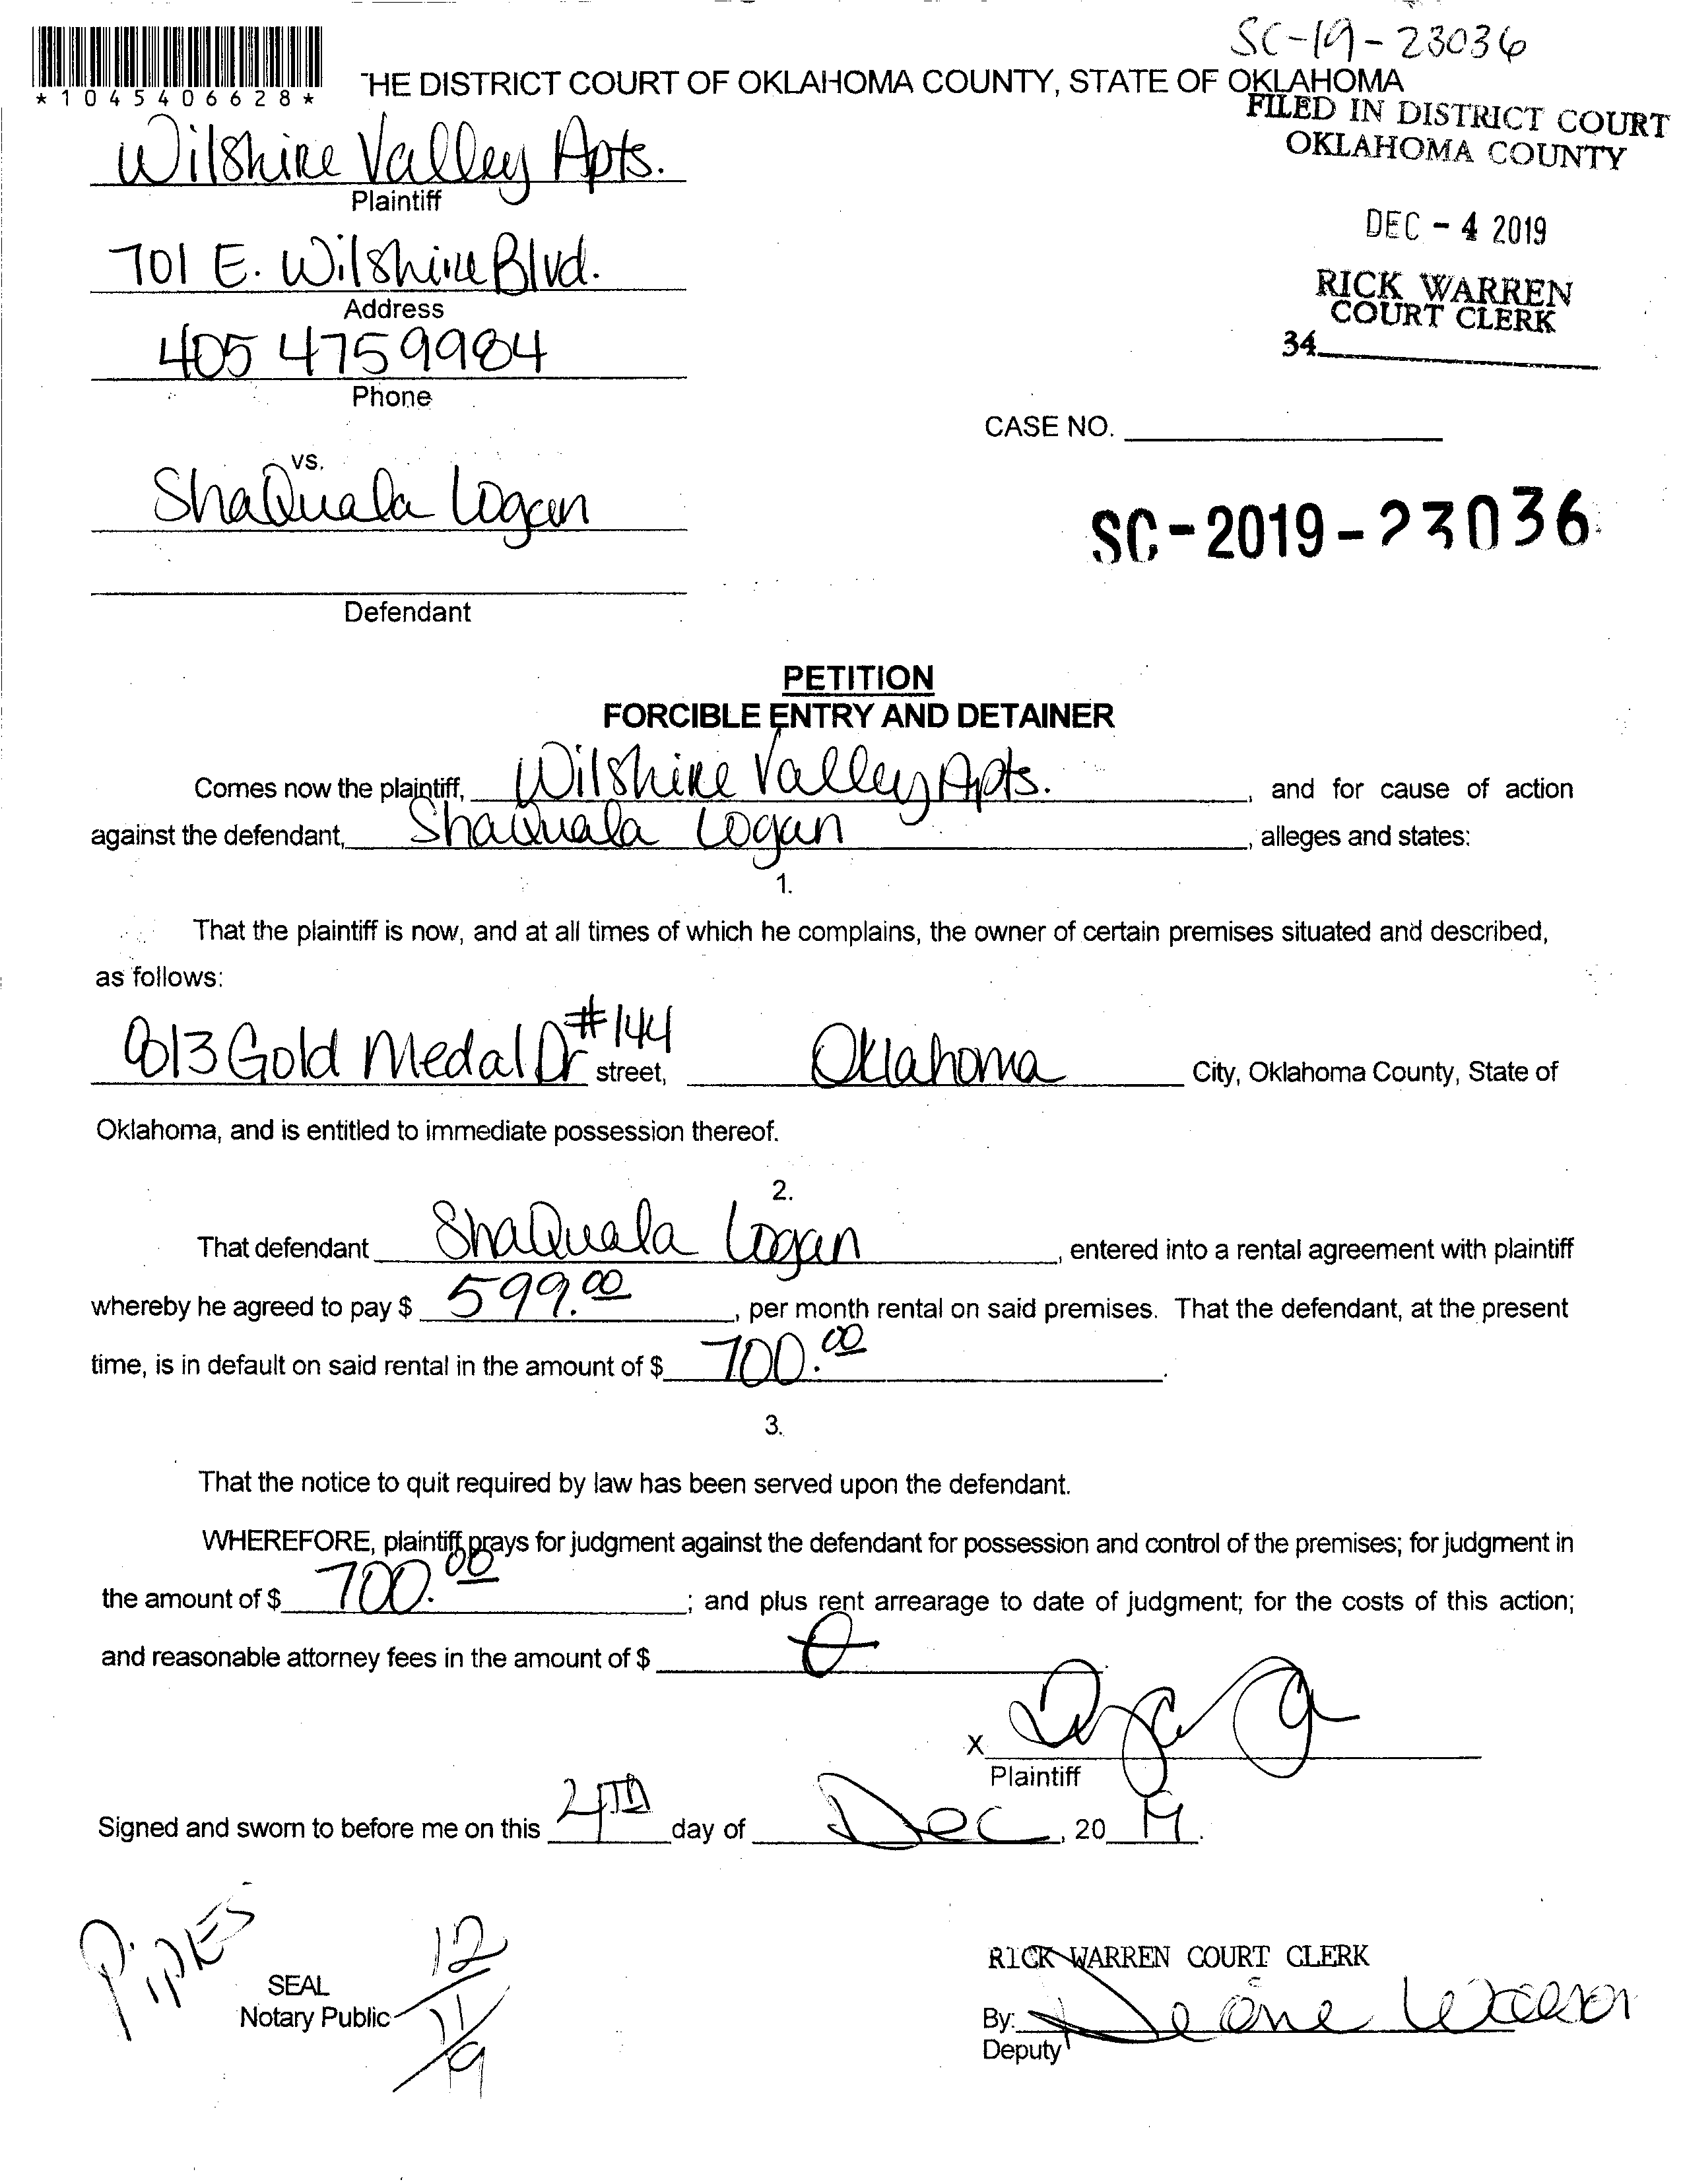 SC-19-23036
*1045406628*
THE DISTRICT COURT OF OKLAHOMA COUNTY, STATE OF OKLAHOMA
FILED IN DISTRICT COURT
OKLAHOMA COUNTY
Wilshire Valley Apts.
Plaintiff
DEC - 4 2019
701 E. Wilshire Blvd.
Address
RICK WARREN
COURT CLERK
34
405 475 9984
Phone
CASE NO.
vs.
ShaQuala Logan
SC-2019-23036
Defendant
PETITION
FORCIBLE ENTRY AND DETAINER
Comes now the plaintiff, Wilshire Valley Apts. , and for cause of action
against the defendant, ShaQuala Logan , alleges and states:
1.
That the plaintiff is now, and at all times of which he complains, the owner of certain premises situated and described,
as follows:
813 Gold Medal Dr #144 street, Oklahoma City, Oklahoma County, State of
Oklahoma, and is entitled to immediate possession thereof.
2.
That defendant ShaQuala Logan , entered into a rental agreement with plaintiff
whereby he agreed to pay $ 599.00 , per month rental on said premises. That the defendant, at the present
time, is in default on said rental in the amount of $ 700.00 .
3.
That the notice to quit required by law has been served upon the defendant.
WHEREFORE, plaintiff prays for judgment against the defendant for possession and control of the premises; for judgment in
the amount of $ 700.00 ; and plus rent arrearage to date of judgment; for the costs of this action;
and reasonable attorney fees in the amount of $
X
Plaintiff
Signed and sworn to before me on this 4TH day of Dec , 20 19.
PiPKES
12/11/19
SEAL
Notary Public
RICK WARREN COURT CLERK
By:
Deputy